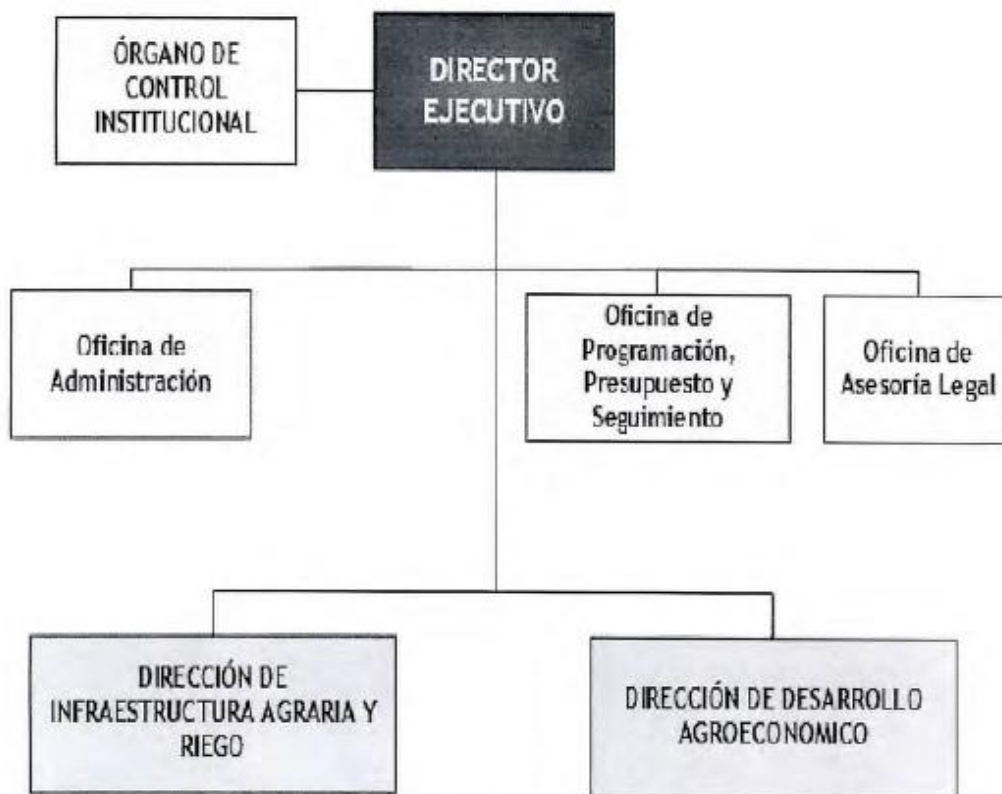 ÓRGANO DE
CONTROL
INSTITUCIONAL
DIRECTOR
EJECUTIVO
Oficina de
Administración
Oficina de
Programación,
Presupuesto y
Seguimiento
Oficina de
Asesoría Legal
DIRECCIÓN DE
INFRAESTRUCTURA AGRARIA Y
RIEGO
DIRECCIÓN DE DESARROLLO
AGROECONOMICO